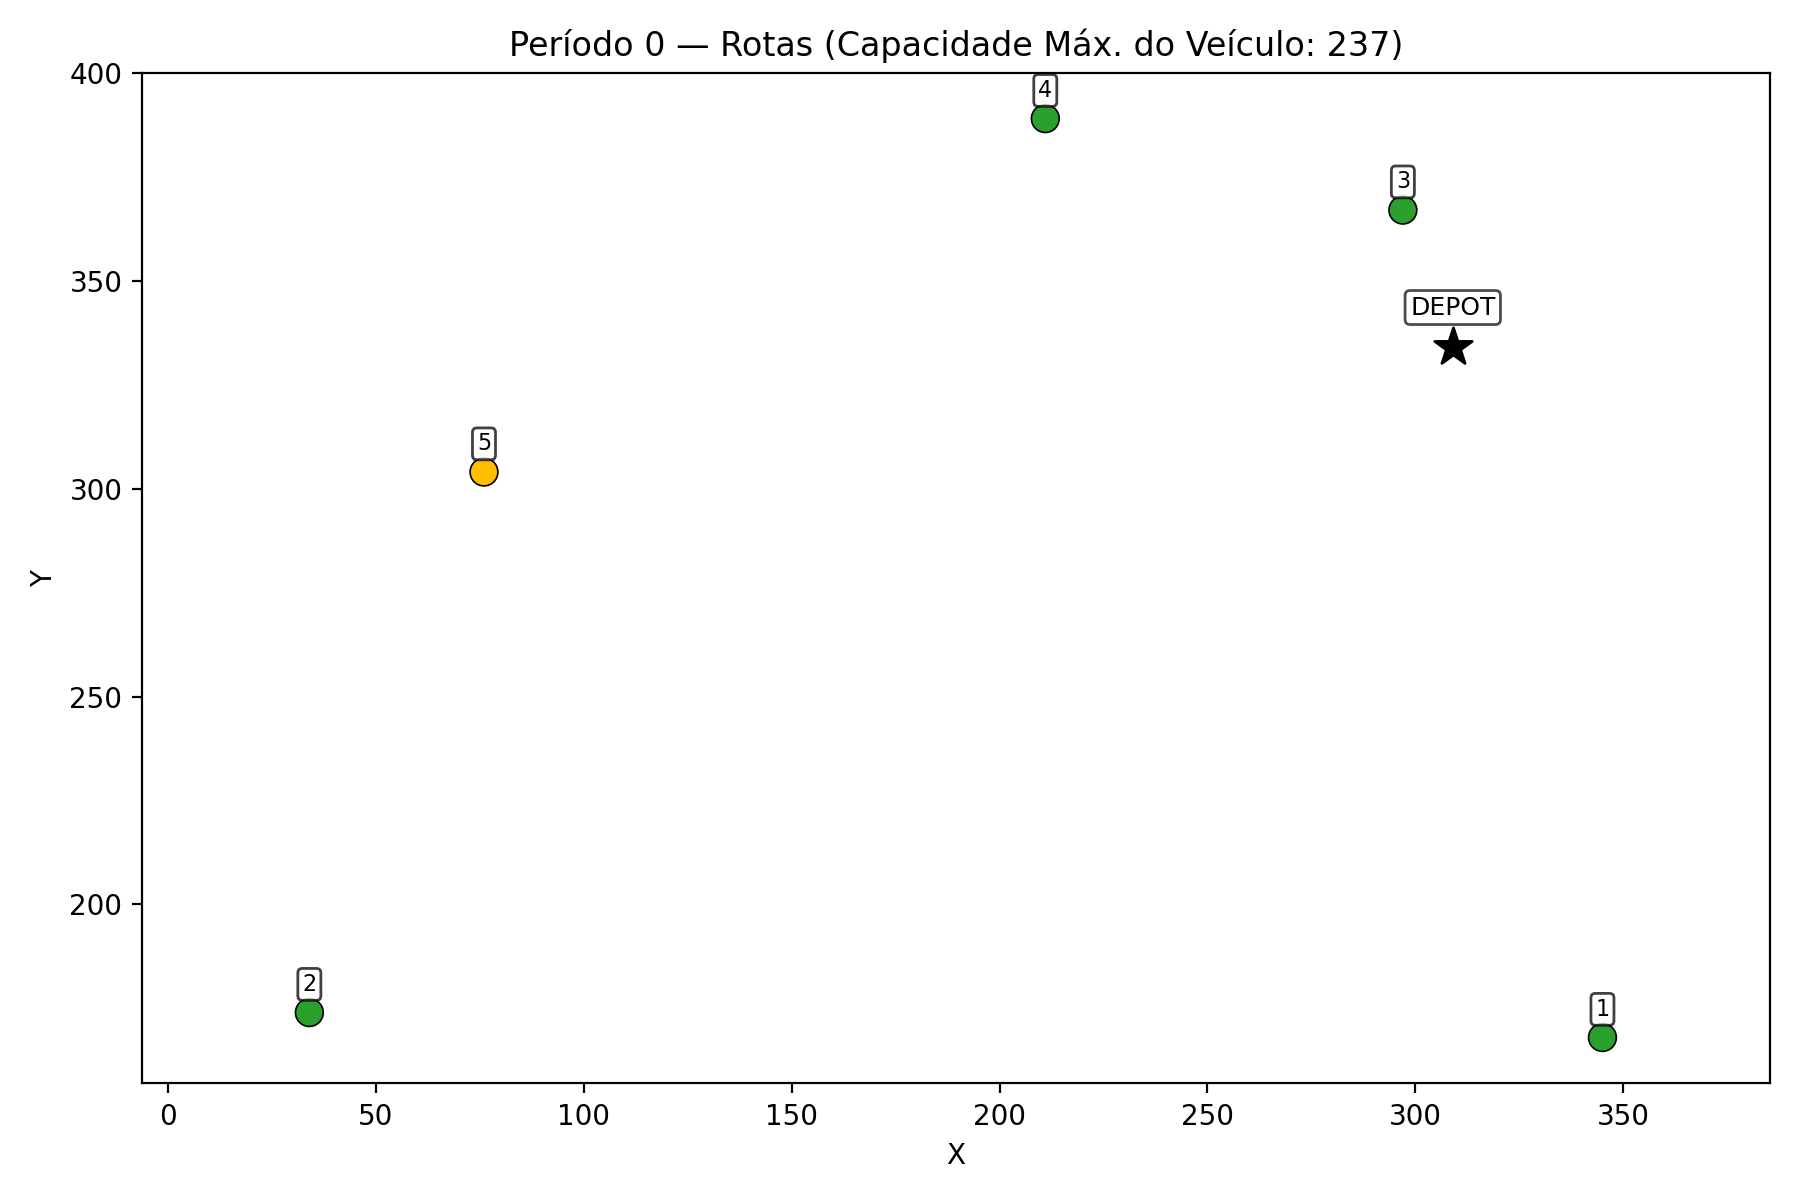 Período 0 — Rotas (Capacidade Máx. do Veículo: 237)
400
350
300
250
200
Y
4
3
DEPOT
5
2
1
0 50 100 150 200 250 300 350
X